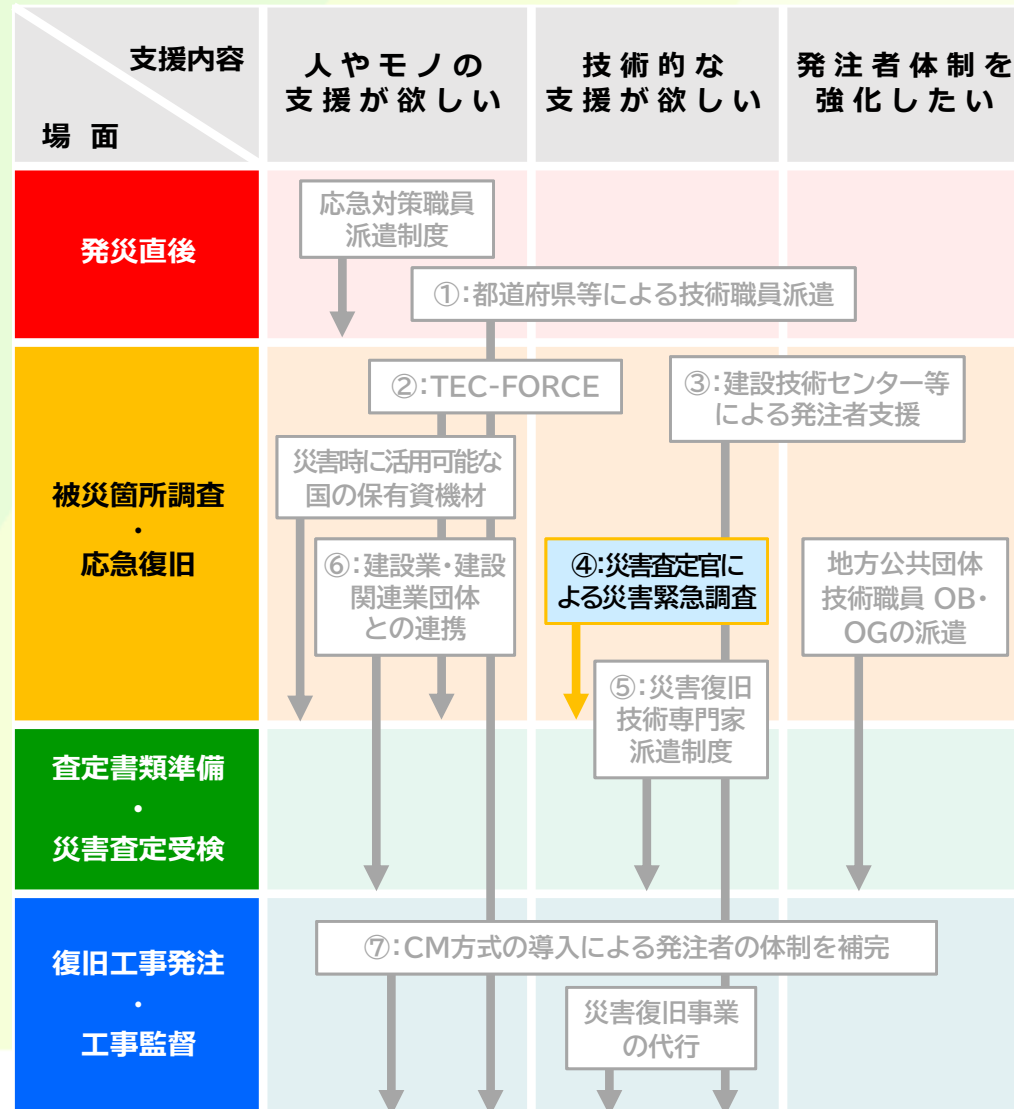 支援内容
場 面
人やモノの
支援が欲しい
技術的な
支援が欲しい
発注者体制を
強化したい
発災直後
応急対策職員
派遣制度
①:都道府県等による技術職員派遣
被災箇所調査
・
応急復旧
②:TEC-FORCE
③:建設技術センター等
による発注者支援
災害時に活用可能な
国の保有資機材
⑥:建設業・建設
関連業団体
との連携
④:災害査定官に
よる災害緊急調査
地方公共団体
技術職員 OB・
OGの派遣
⑤:災害復旧
技術専門家
派遣制度
査定書類準備
・
災害査定受検
復旧工事発注
・
工事監督
⑦:CM方式の導入による発注者の体制を補完
災害復旧事業
の代行